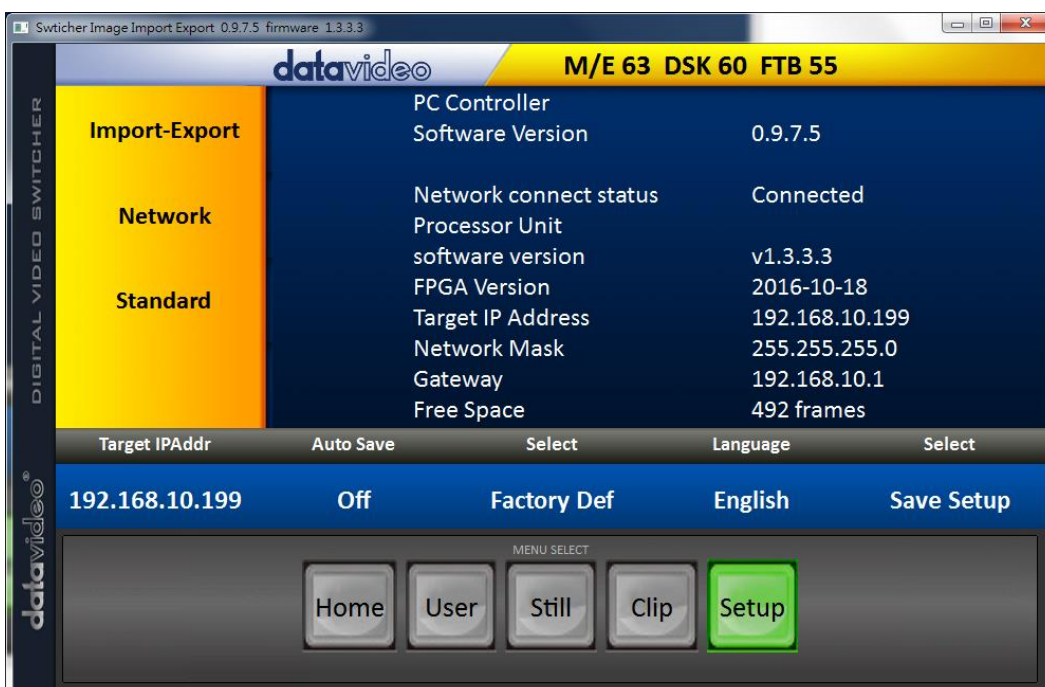 Swticher Image Import Export 0.9.7.5 firmware 1.3.3.3
datavideo
M/E 63 DSK 60 FTB 55
DIGITAL VIDEO SWITCHER
datavideo®
Import-Export
Network
Standard
PC Controller
Software Version 0.9.7.5
Network connect status Connected
Processor Unit
software version v1.3.3.3
FPGA Version 2016-10-18
Target IP Address 192.168.10.199
Network Mask 255.255.255.0
Gateway 192.168.10.1
Free Space 492 frames
Target IPAddr Auto Save Select Language Select
192.168.10.199 Off Factory Def English Save Setup
MENU SELECT
Home User Still Clip Setup